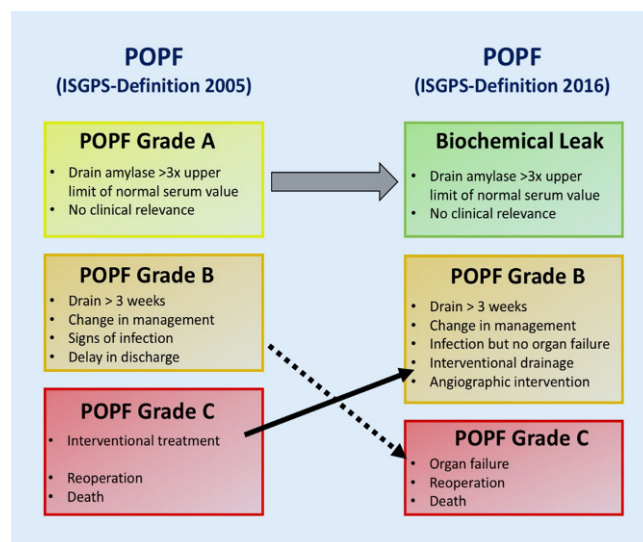 POPF
(ISGPS-Definition 2005)
POPF Grade A
• Drain amylase >3x upper
limit of normal serum value
• No clinical relevance
POPF Grade B
• Drain > 3 weeks
• Change in management
• Signs of infection
• Delay in discharge
POPF Grade C
• Interventional treatment
• Reoperation
• Death
POPF
(ISGPS-Definition 2016)
Biochemical Leak
• Drain amylase >3x upper
limit of normal serum value
• No clinical relevance
POPF Grade B
• Drain > 3 weeks
• Change in management
• Infection but no organ failure
• Interventional drainage
• Angiographic intervention
POPF Grade C
• Organ failure
• Reoperation
• Death